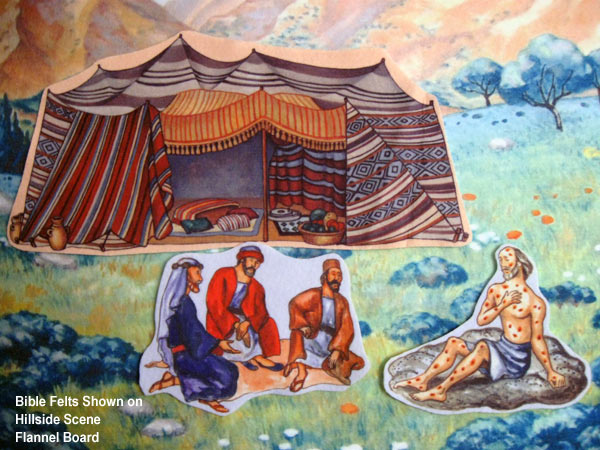 Bible Felts Shown on
Hillside Scene
Flannel Board